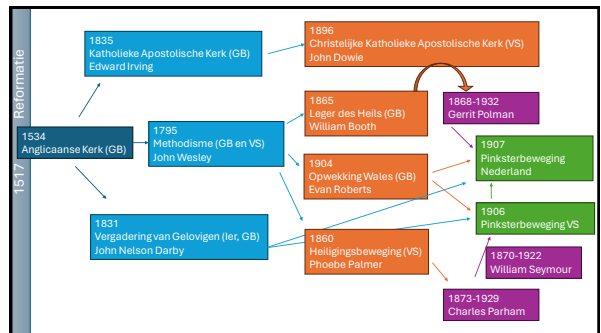 1517 Reformatie
1534
Anglicaanse Kerk (GB)
1835
Katholieke Apostolische Kerk (GB)
Edward Irving
1795
Methodisme (GB en VS)
John Wesley
1831
Vergadering van Gelovigen (Ier, GB)
John Nelson Darby
1896
Christelijke Katholieke Apostolische Kerk (VS)
John Dowie
1865
Leger des Heils (GB)
William Booth
1904
Opwekking Wales (GB)
Evan Roberts
1860
Heiligingsbeweging (VS)
Phoebe Palmer
1868-1932
Gerrit Polman
1907
Pinksterbeweging
Nederland
1906
Pinksterbeweging VS
1870-1922
William Seymour
1873-1929
Charles Parham